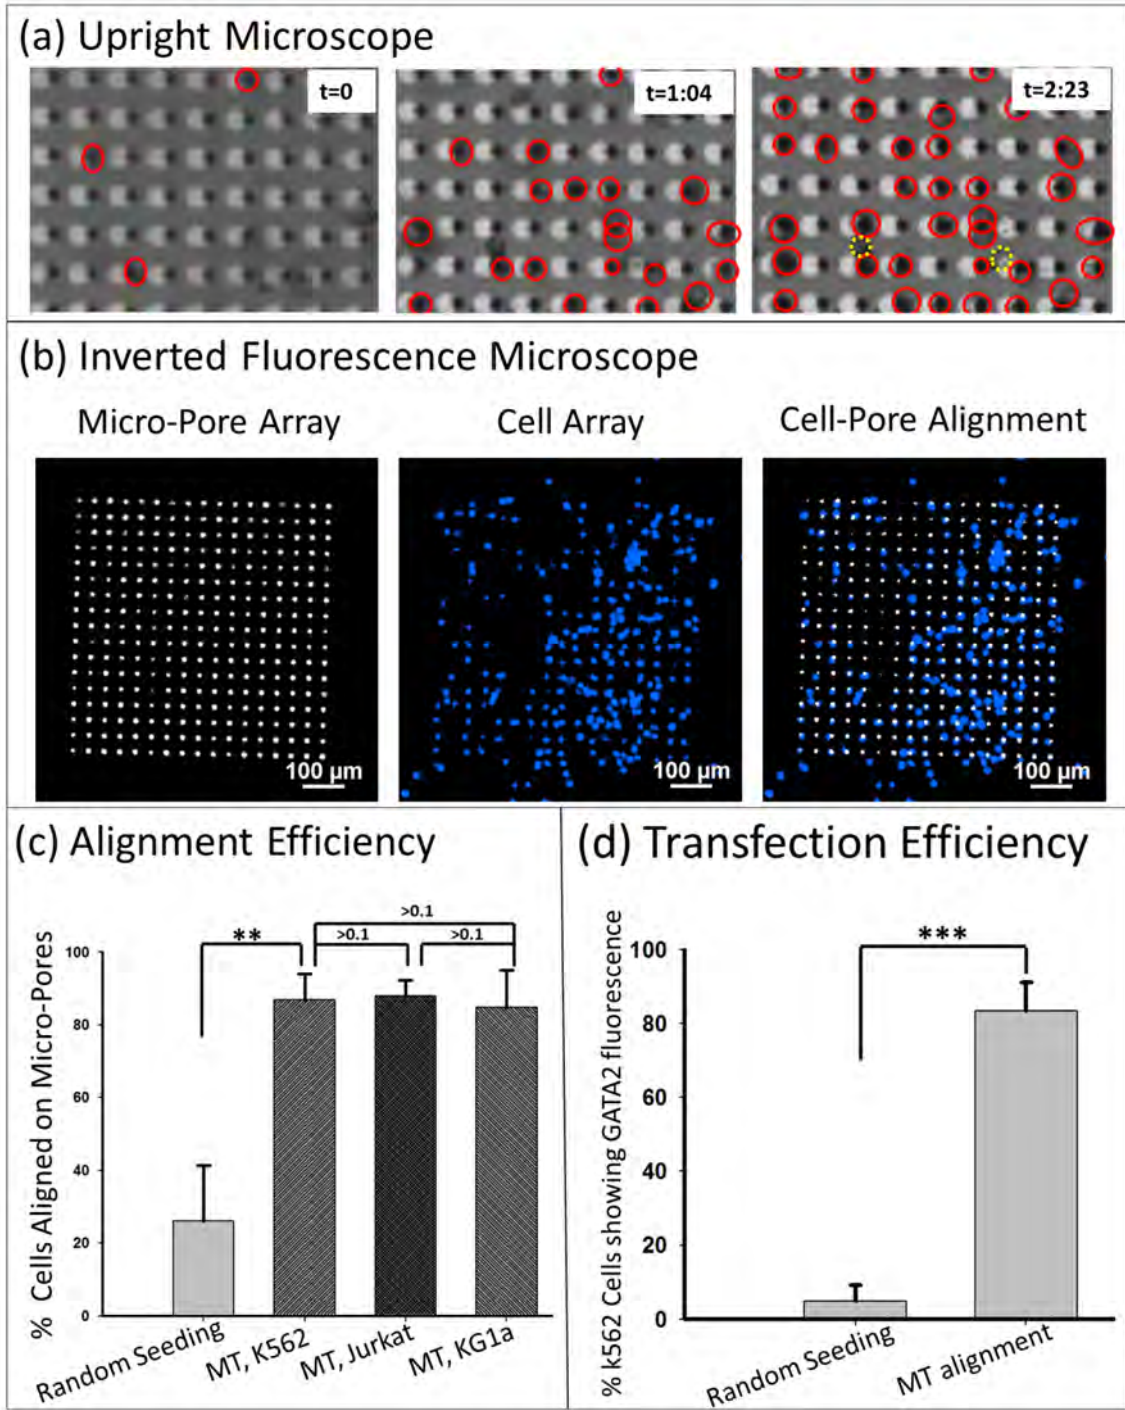 (a) Upright Microscope
t=0
t=1:04
t=2:23
(b) Inverted Fluorescence Microscope
Micro-Pore Array
Cell Array
Cell-Pore Alignment
100 µm
100 µm
100 µm
(c) Alignment Efficiency
% Cells Aligned on Micro-Pores
100
80
60
40
20
0
**
>0.1
>0.1
>0.1
Random Seeding
MT, K562
MT, Jurkat
MT, KG1a
(d) Transfection Efficiency
% K562 Cells showing GATA2 fluorescence
100
80
60
40
20
0
***
Random Seeding
MT alignment